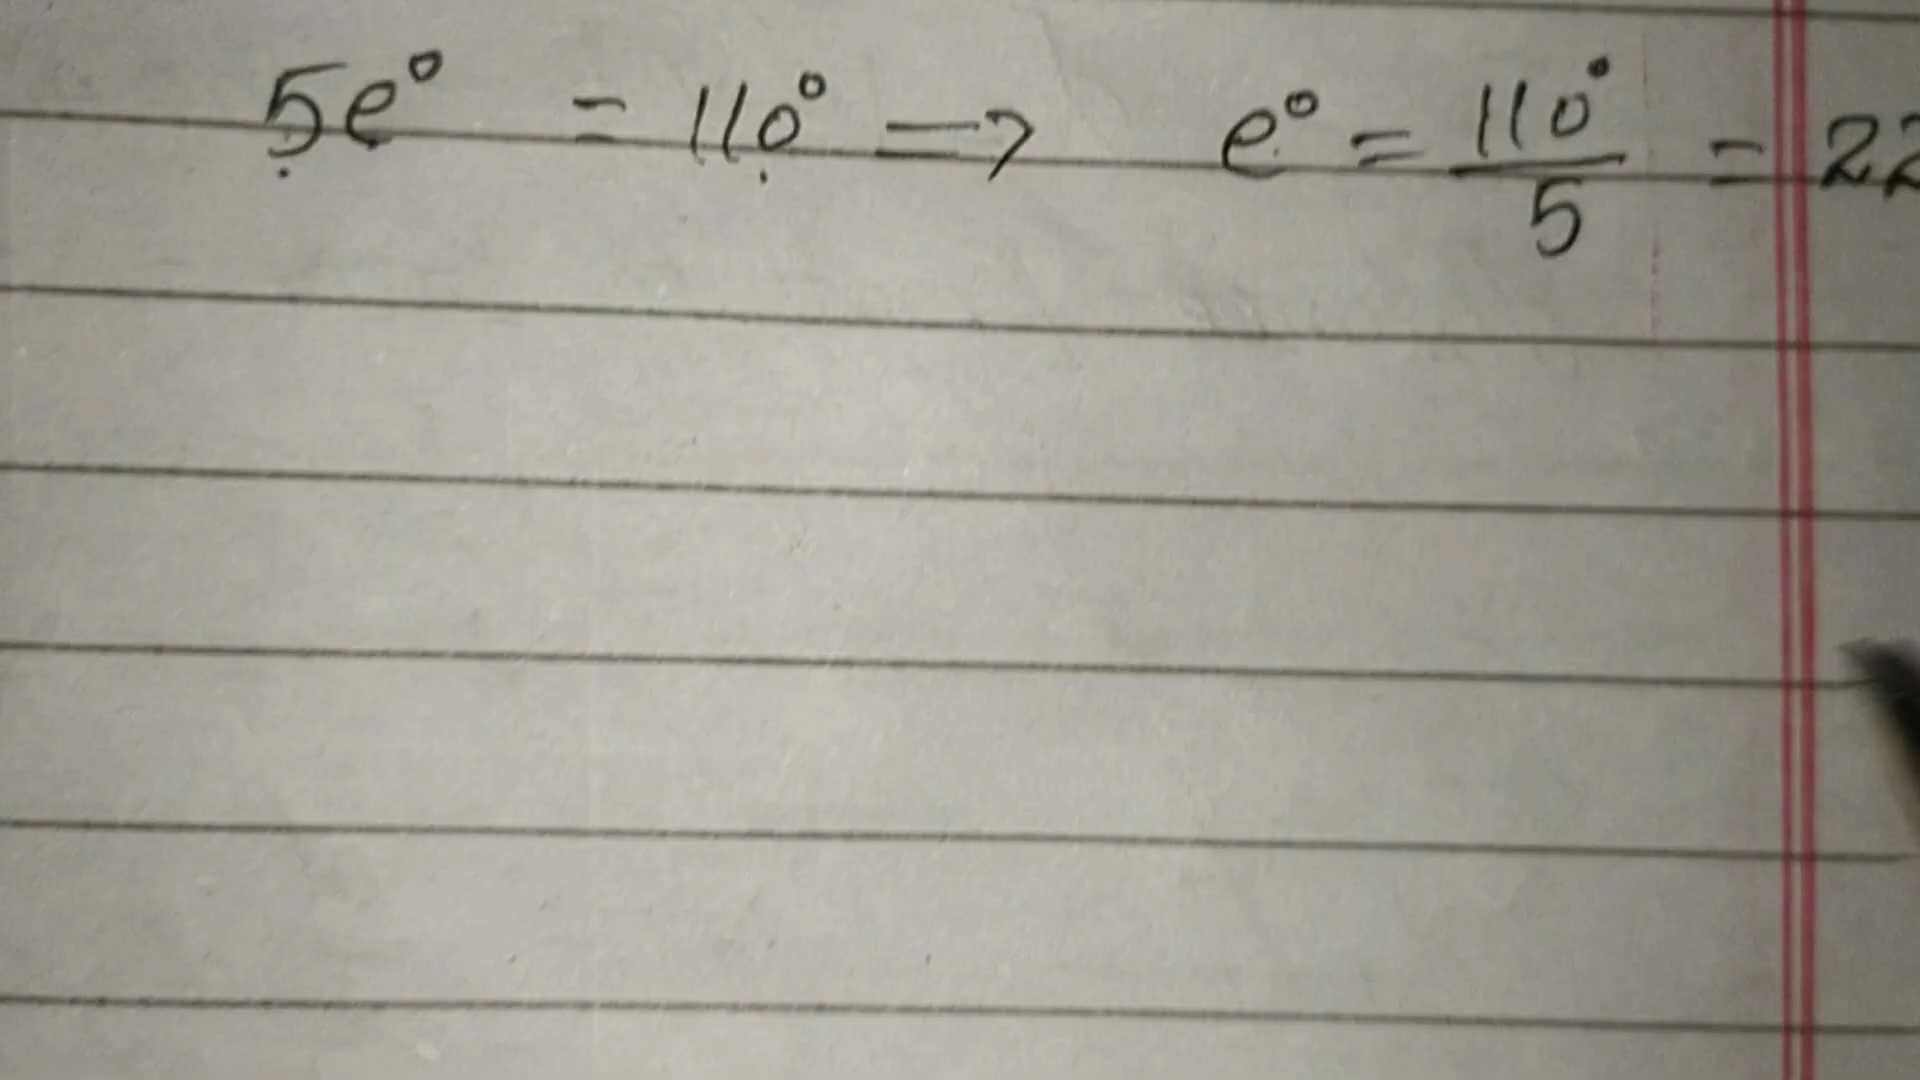 5e° = 110° => e° = 110°/5 = 22